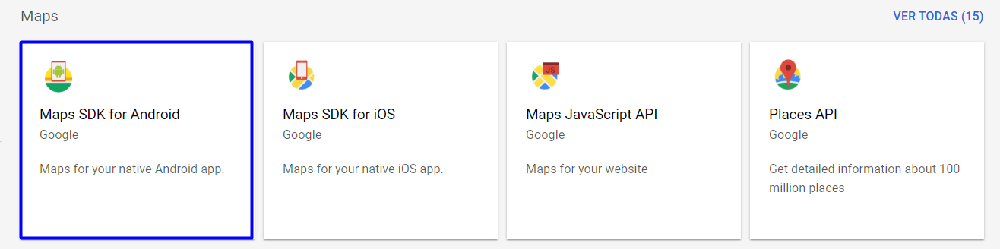 Maps
VER TODAS (15)
JS
Maps SDK for Android
Google
Maps for your native Android app.
Maps SDK for iOS
Google
Maps for your native iOS app.
Maps JavaScript API
Google
Maps for your website
Places API
Google
Get detailed information about 100
million places